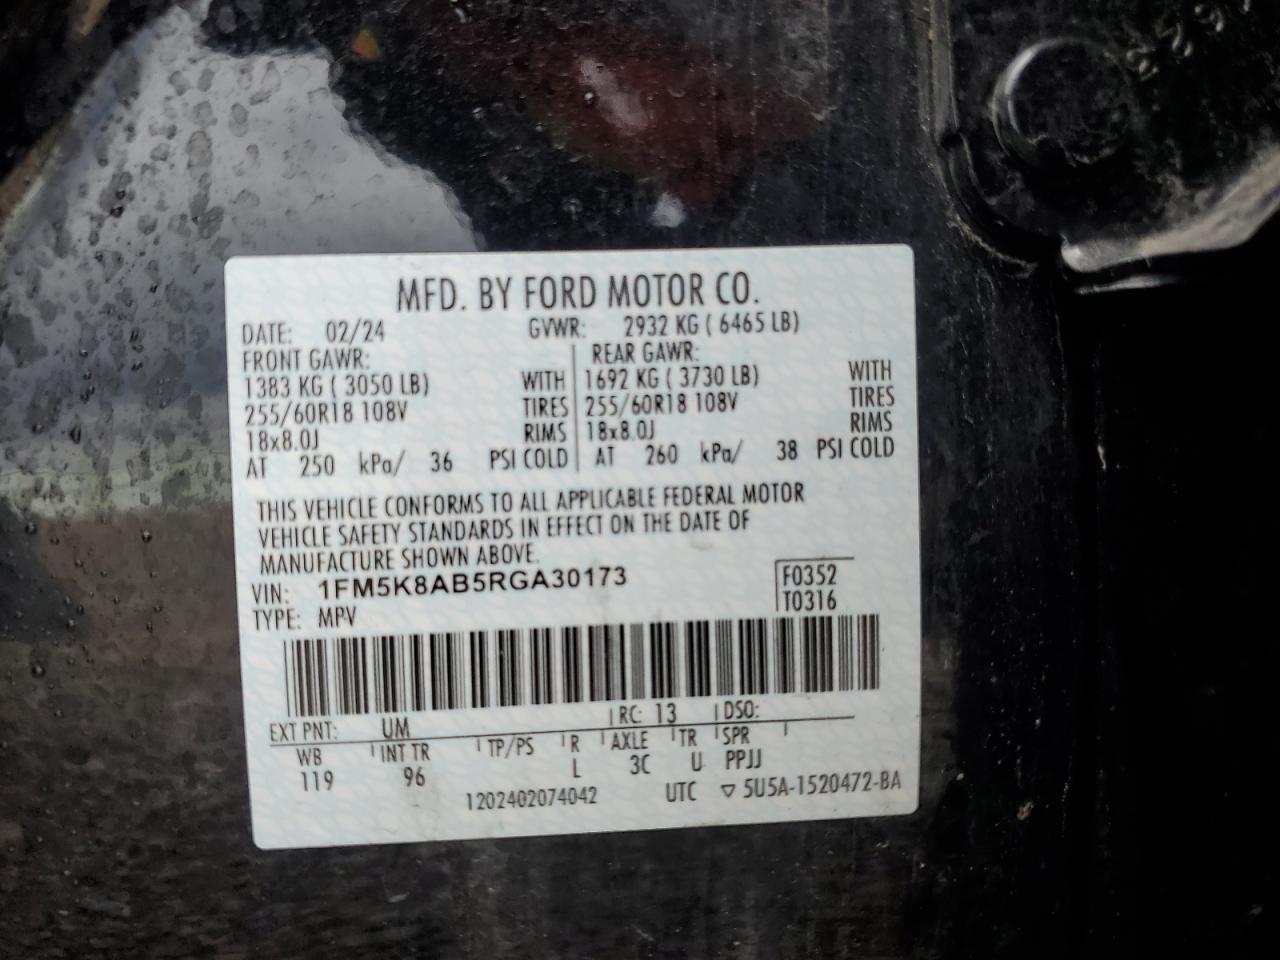 MFD. BY FORD MOTOR CO.
DATE: 02/24 GVWR: 2932 KG ( 6465 LB)
FRONT GAWR: REAR GAWR:
1383 KG ( 3050 LB) WITH 1692 KG ( 3730 LB) WITH
255/60R18 108V TIRES 255/60R18 108V TIRES
18x8.0J RIMS 18x8.0J RIMS
AT 250 kPa/ 36 PSI COLD AT 260 kPa/ 38 PSI COLD
THIS VEHICLE CONFORMS TO ALL APPLICABLE FEDERAL MOTOR
VEHICLE SAFETY STANDARDS IN EFFECT ON THE DATE OF
MANUFACTURE SHOWN ABOVE.
VIN: 1FM5K8AB5RGA30173 F0352
TYPE: MPV T0316
EXT PNT: UM RC: 13 DSO:
WB INT TR TP/PS R AXLE TR SPR
119 96 L 3C U PPJJ
1202402074042 UTC ▽ 5U5A-1520472-BA